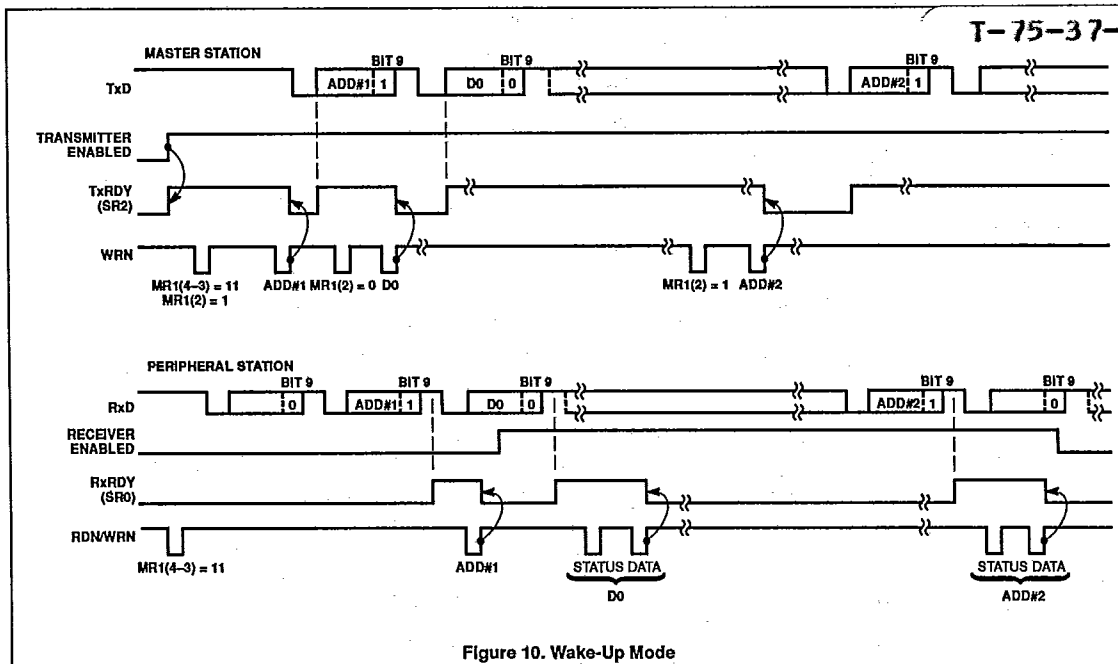 T-75-37-
MASTER STATION
BIT 9 BIT 9 BIT 9
TxD ADD#1 1 D0 0 ADD#2 1
TRANSMITTER
ENABLED
TxRDY
(SR2)
WRN
MR1(4–3) = 11 ADD#1 MR1(2) = 0 D0 MR1(2) = 1 ADD#2
MR1(2) = 1
PERIPHERAL STATION
BIT 9 BIT 9 BIT 9 BIT 9 BIT 9
RxD 0 ADD#1 1 D0 0 ADD#2 1 0
RECEIVER
ENABLED
RxRDY
(SR0)
RDN/WRN
MR1(4–3) = 11 ADD#1 STATUS DATA STATUS DATA
D0 ADD#2
Figure 10. Wake-Up Mode